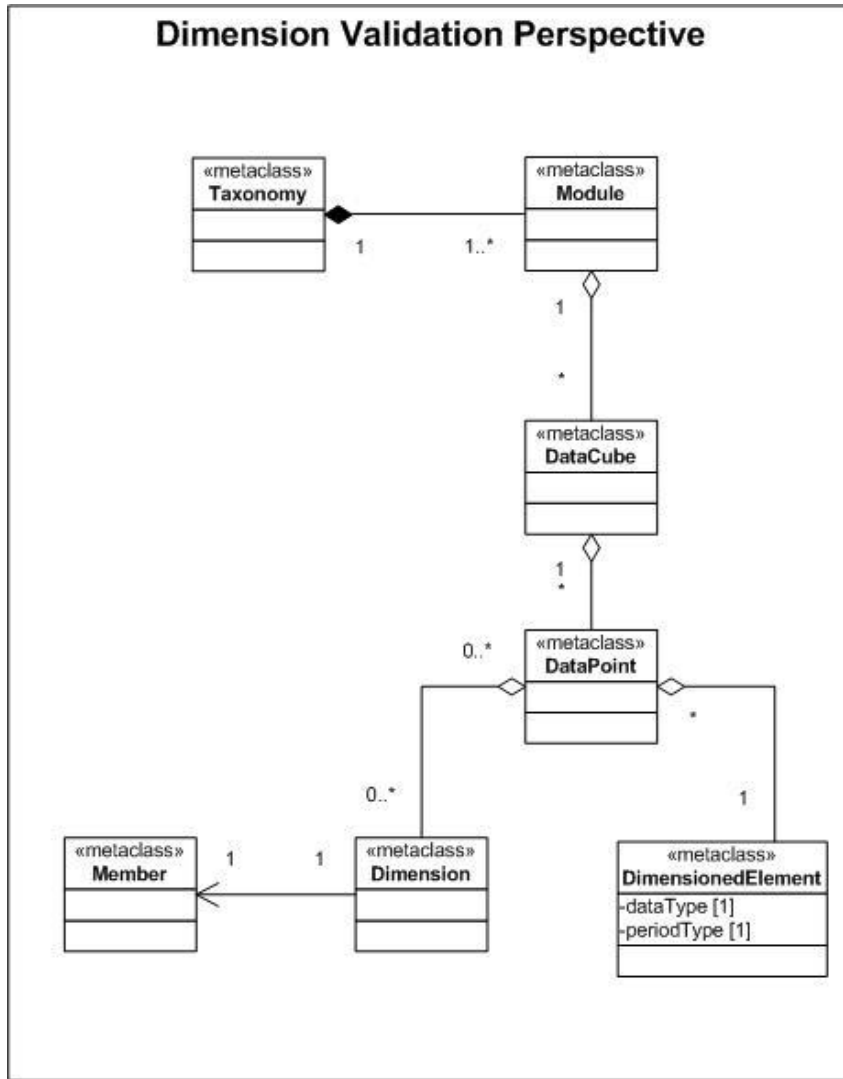 Dimension Validation Perspective
«metaclass»
Taxonomy
«metaclass»
Module
1
1..*
1
*
«metaclass»
DataCube
1
*
«metaclass»
DataPoint
0..*
*
0..*
1
«metaclass»
Member
1
1
«metaclass»
Dimension
«metaclass»
DimensionedElement
-dataType [1]
-periodType [1]